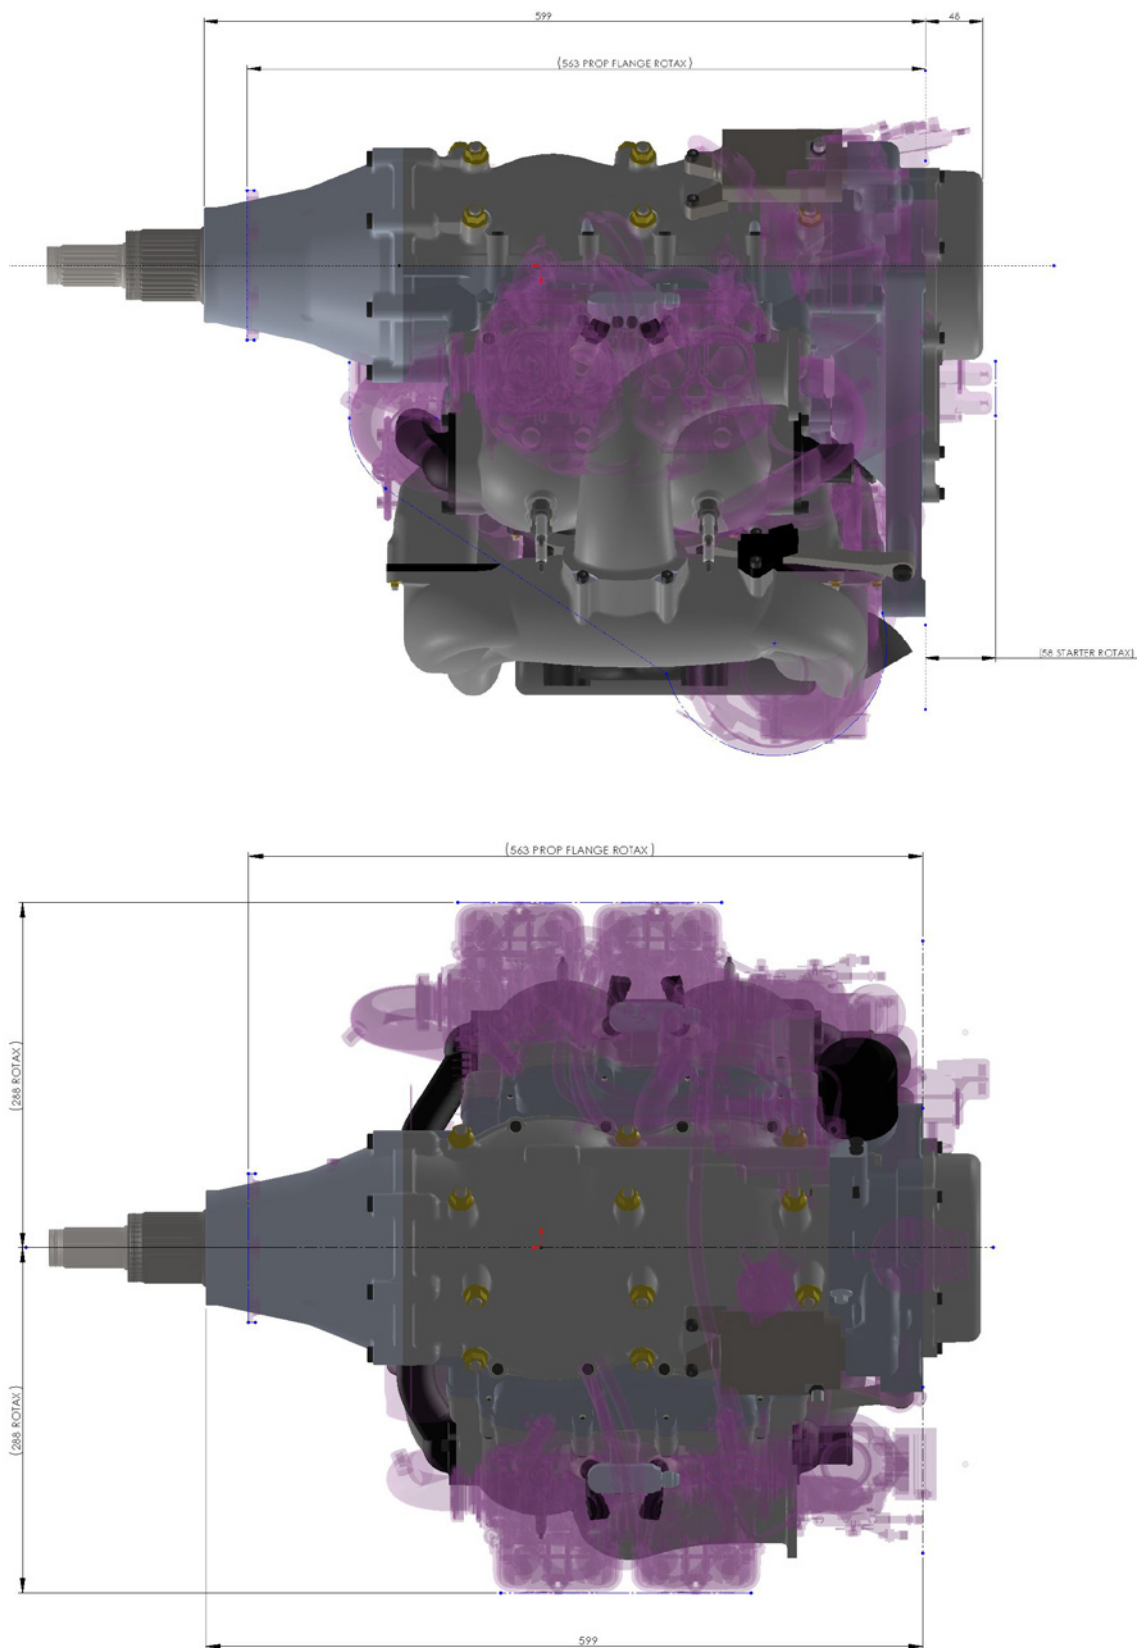 599
48
(563 PROP FLANGE ROTAX )
(58 STARTER ROTAX)
(563 PROP FLANGE ROTAX )
(288 ROTAX)
(288 ROTAX)
599